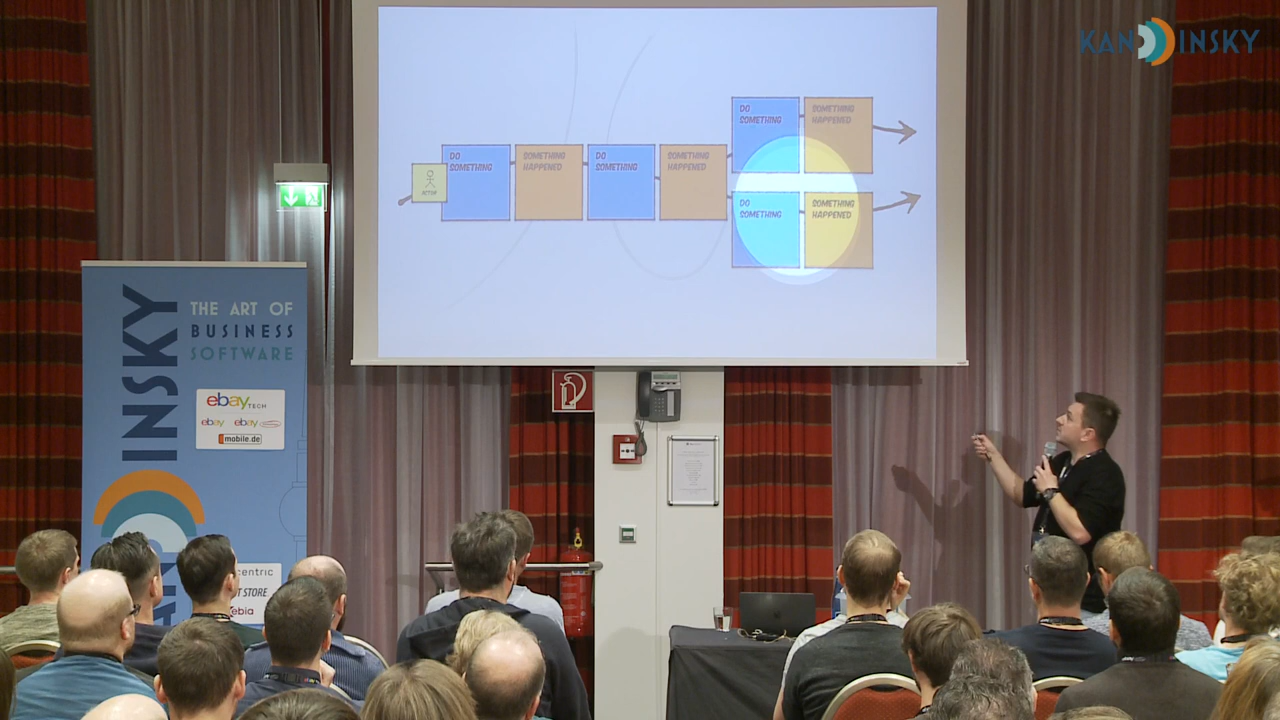 KANDDINSKY
DO
SOMETHING
SOMETHING
HAPPENED
DO
SOMETHING
SOMETHING
HAPPENED
DO
SOMETHING
SOMETHING
HAPPENED
DO
SOMETHING
SOMETHING
HAPPENED
ACTOR
THE ART OF
BUSINESS
SOFTWARE
INSKY
ebay TECH
ebay ebay
mobile.de
centric
T STORE
ebia